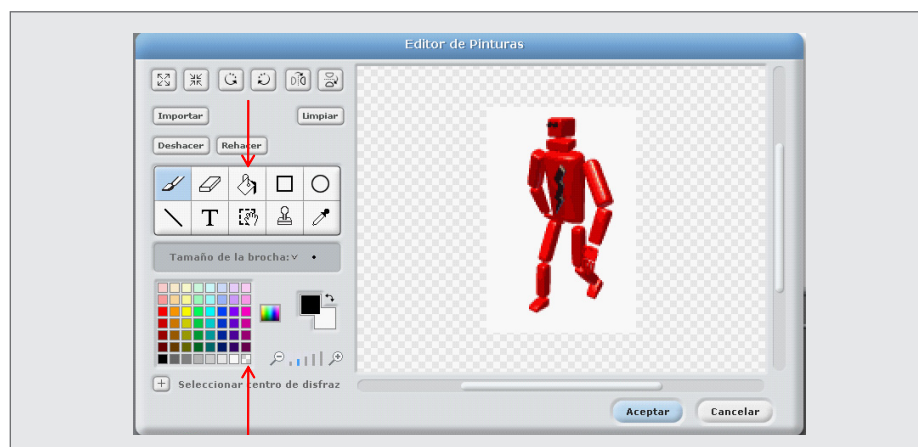 Editor de Pinturas
Importar Limpiar
Deshacer Rehacer
T
Tamaño de la brocha:
Seleccionar centro de disfraz
Aceptar Cancelar